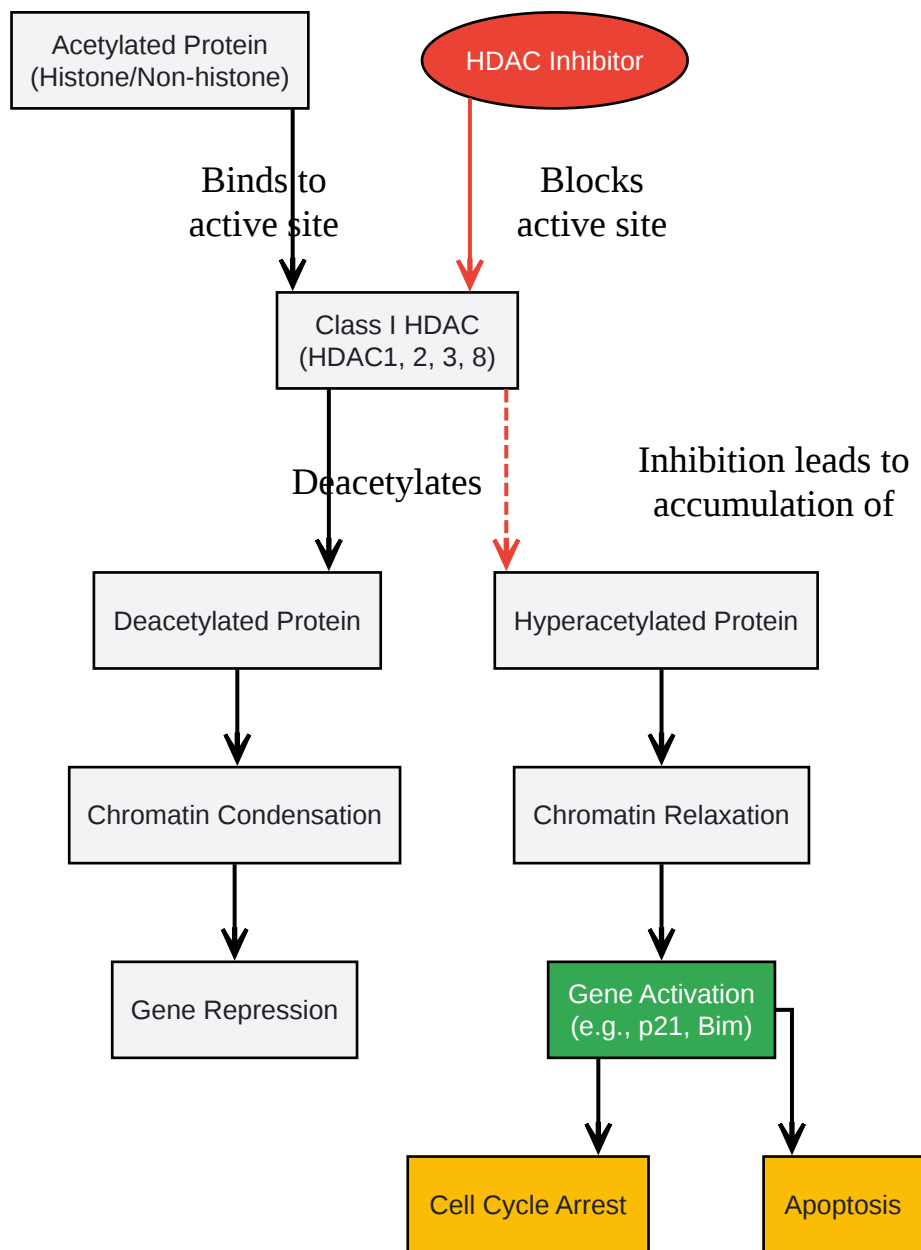 Acetylated Protein
(Histone/Non-histone)
HDAC Inhibitor
Binds to
active site
Blocks
active site
Class I HDAC
(HDAC1, 2, 3, 8)
Deacetylates
Inhibition leads to
accumulation of
Deacetylated Protein
Hyperacetylated Protein
Chromatin Condensation
Chromatin Relaxation
Gene Repression
Gene Activation
(e.g., p21, Bim)
Cell Cycle Arrest
Apoptosis